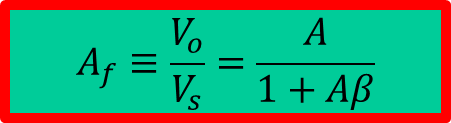 A_f ≡ V_o/V_s = A/(1 + Aβ)